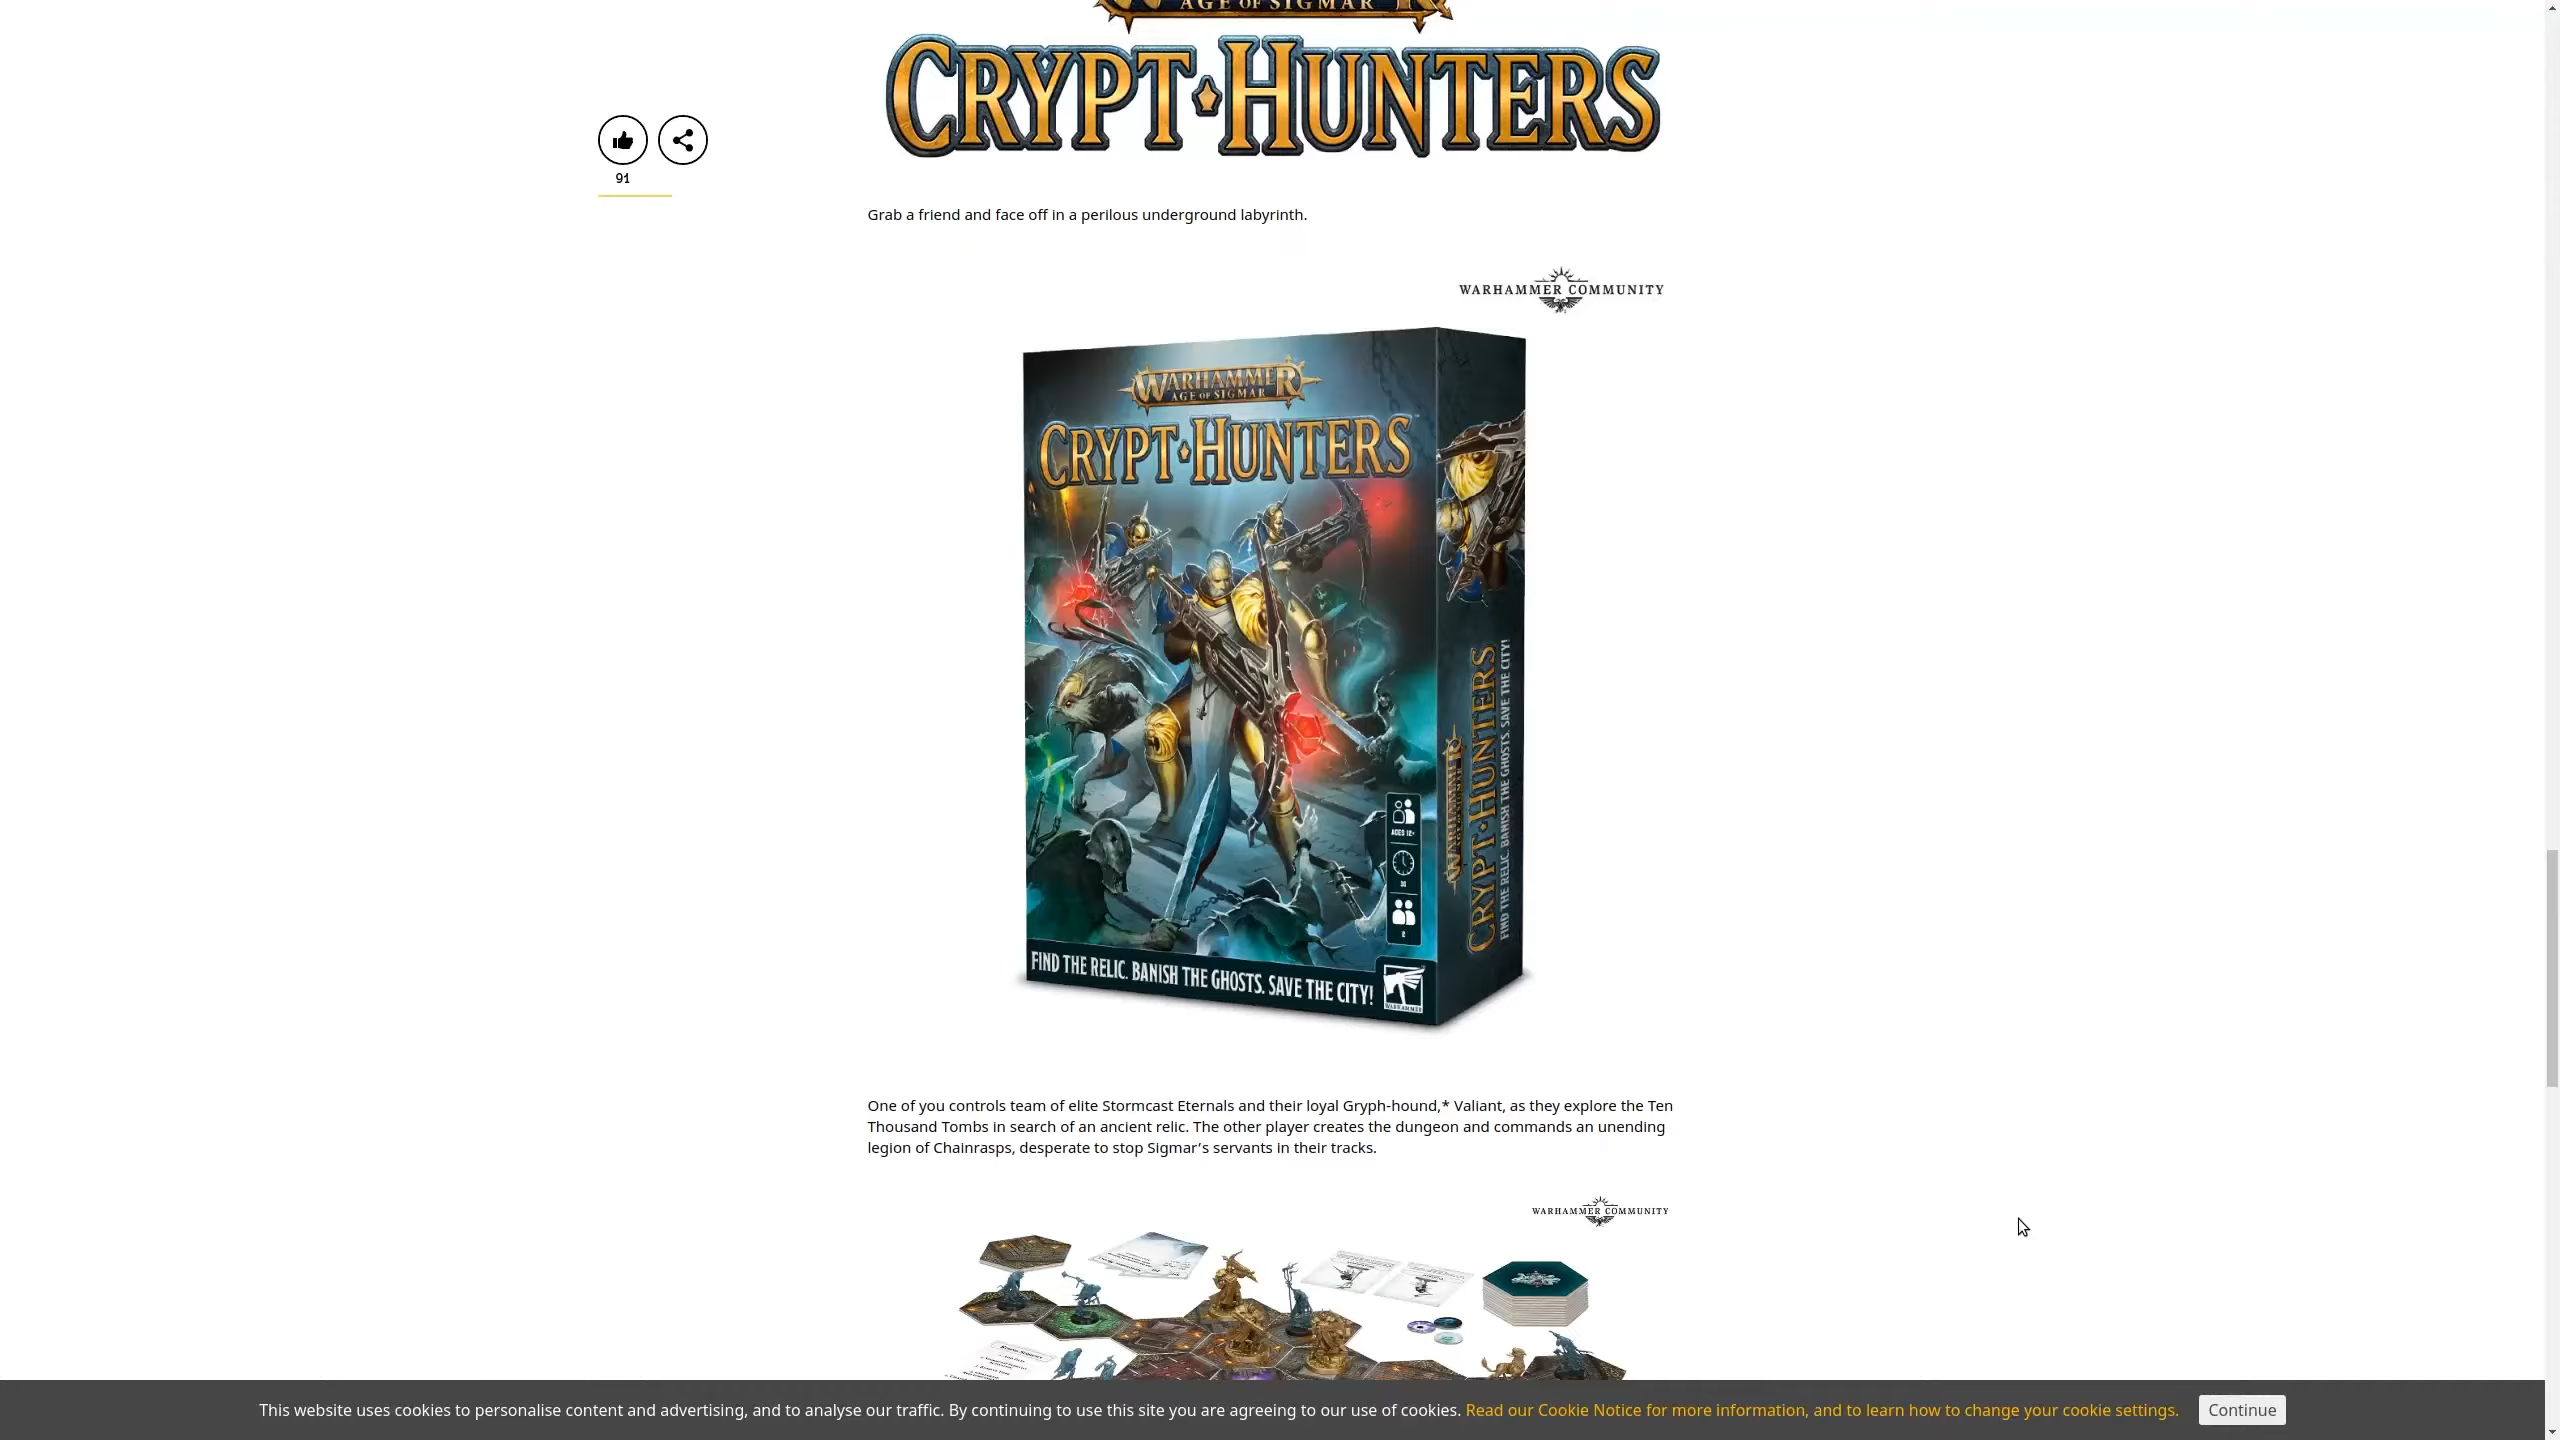 AGE OF SIGMAR
CRYPT HUNTERS
91
Grab a friend and face off in a perilous underground labyrinth.
WARHAMMER COMMUNITY
WARHAMMER
AGE OF SIGMAR
CRYPT HUNTERS
AGES 12+
30
2
FIND THE RELIC. BANISH THE GHOSTS. SAVE THE CITY!
WARHAMMER
WARHAMMER
AGE OF SIGMAR
CRYPT HUNTERS
FIND THE RELIC. BANISH THE GHOSTS. SAVE THE CITY!
One of you controls team of elite Stormcast Eternals and their loyal Gryph-hound,* Valiant, as they explore the Ten
Thousand Tombs in search of an ancient relic. The other player creates the dungeon and commands an unending
legion of Chainrasps, desperate to stop Sigmar’s servants in their tracks.
WARHAMMER COMMUNITY
This website uses cookies to personalise content and advertising, and to analyse our traffic. By continuing to use this site you are agreeing to our use of cookies. Read our Cookie Notice for more information, and to learn how to change your cookie settings.
Continue